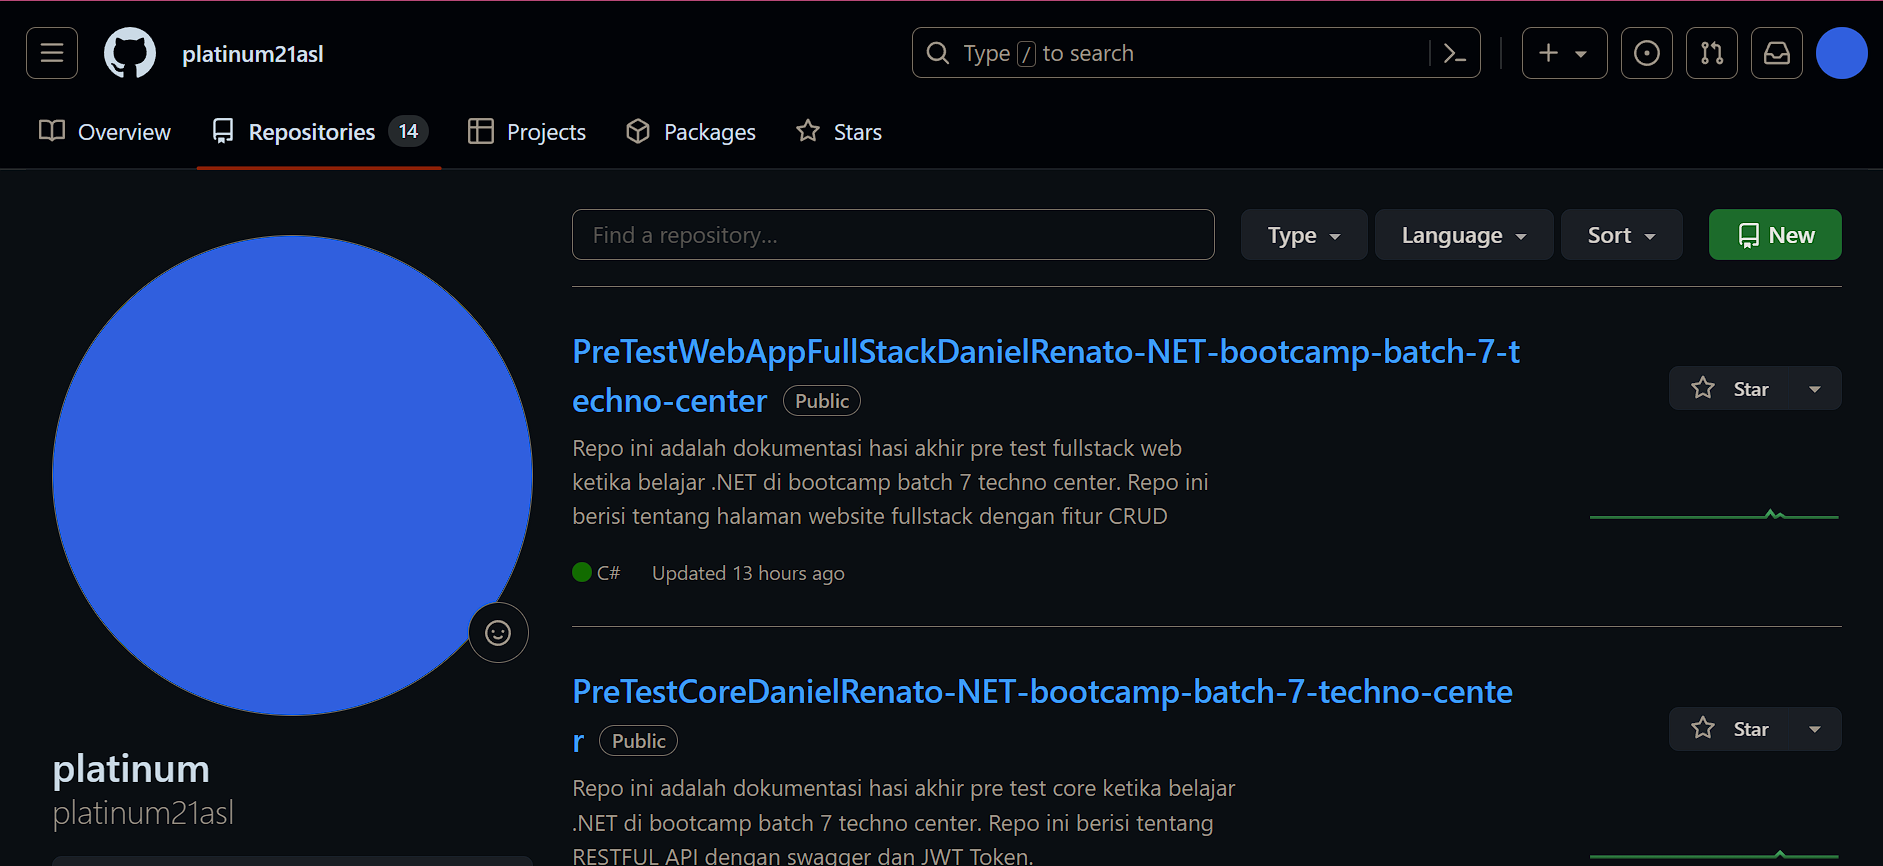 platinum21asl
Type / to search
Overview
Repositories 14
Projects
Packages
Stars
Find a repository...
Type
Language
Sort
New
PreTestWebAppFullStackDanielRenato-NET-bootcamp-batch-7-t
echno-center Public
Star
Repo ini adalah dokumentasi hasi akhir pre test fullstack web
ketika belajar .NET di bootcamp batch 7 techno center. Repo ini
berisi tentang halaman website fullstack dengan fitur CRUD
C# Updated 13 hours ago
PreTestCoreDanielRenato-NET-bootcamp-batch-7-techno-cente
r Public
Star
Repo ini adalah dokumentasi hasi akhir pre test core ketika belajar
.NET di bootcamp batch 7 techno center. Repo ini berisi tentang
RESTFUL API dengan swagger dan JWT Token.
platinum
platinum21asl